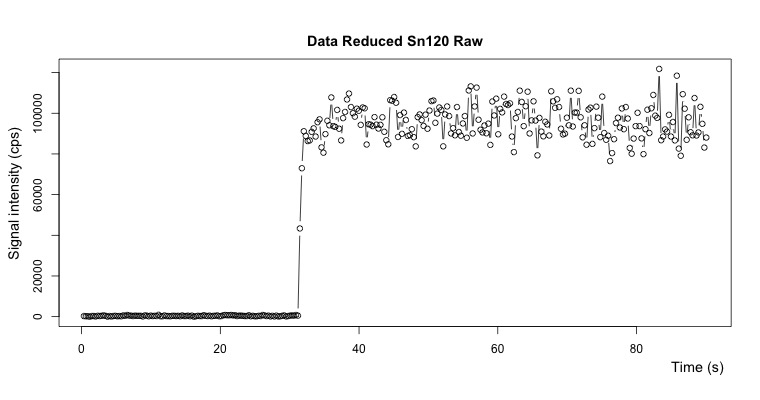 Data Reduced Sn120 Raw
Signal intensity (cps)
100000
60000
20000
0
0 20 40 60 80
Time (s)